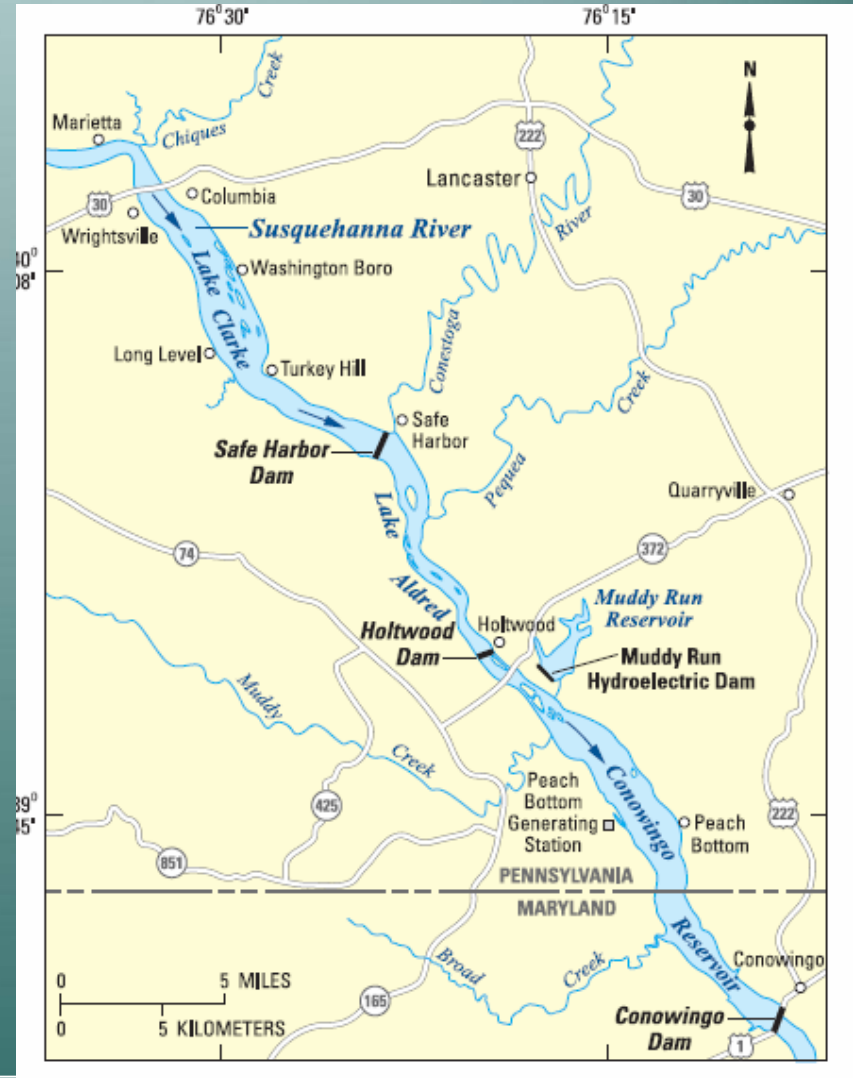 76° 30'
76° 15'
N
Creek
Chiques
Marietta
222
Lancaster
30
30
Columbia
Wrightsville
Susquehanna River
River
40°
08'
Washington Boro
Lake Clarke
Long Level
Turkey Hill
Conestoga
Creek
Safe
Harbor
Safe Harbor
Dam
Pequea
Quarryville
Lake
Aldred
74
372
Muddy Run
Reservoir
Holtwood
Holtwood
Dam
Muddy Run
Hydroelectric Dam
Muddy
Creek
Conowingo
Reservoir
39°
45'
425
Peach
Bottom
Generating
Station
Peach
Bottom
222
851
PENNSYLVANIA
MARYLAND
Broad
Creek
Conowingo
0 5 MILES
0 5 KILOMETERS
165
Conowingo
Dam
1